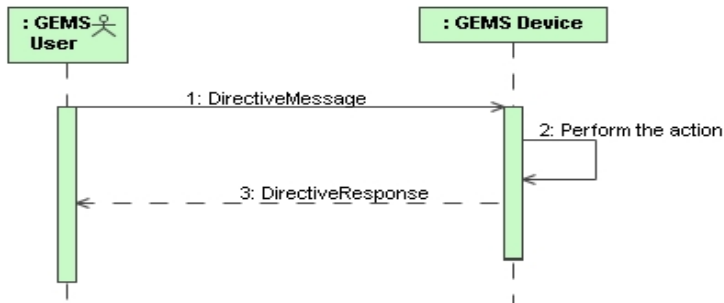 : GEMS
User
: GEMS Device
1: DirectiveMessage
2: Perform the action
3: DirectiveResponse